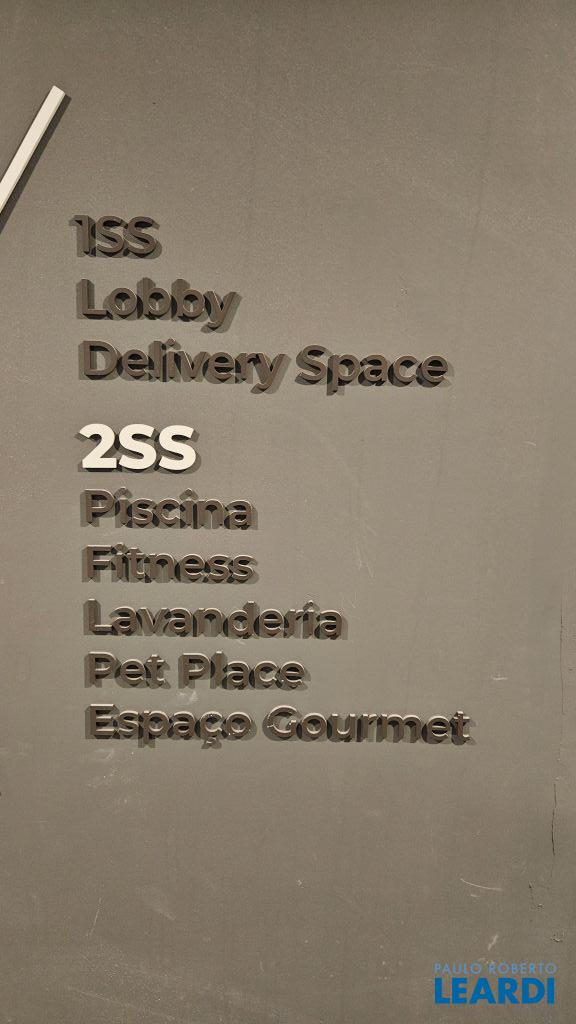 1SS
Lobby
Delivery Space
2SS
Piscina
Fitness
Lavanderia
Pet Place
Espaço Gourmet
PAULO ROBERTO
LEARDI